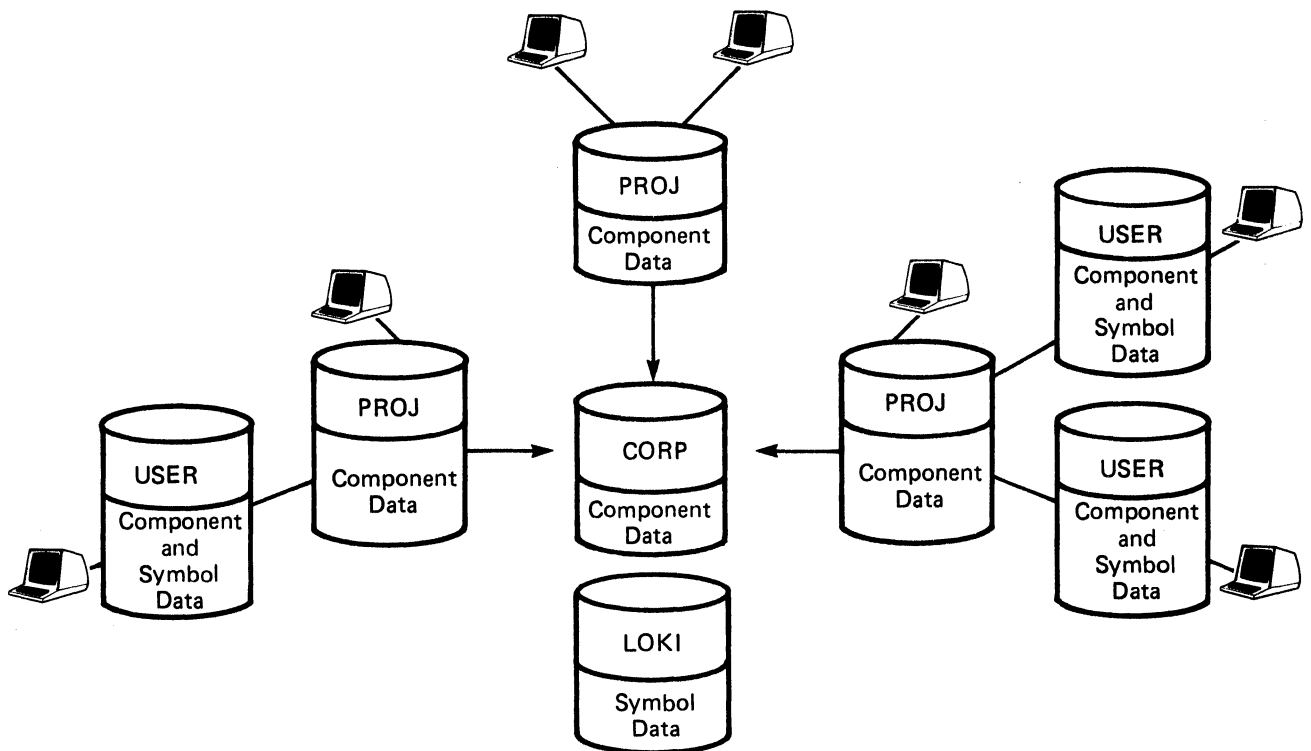 PROJ
Component
Data
USER
Component
and
Symbol
Data
PROJ
Component
Data
CORP
Component
Data
LOKI
Symbol
Data
PROJ
Component
Data
USER
Component
and
Symbol
Data
USER
Component
and
Symbol
Data